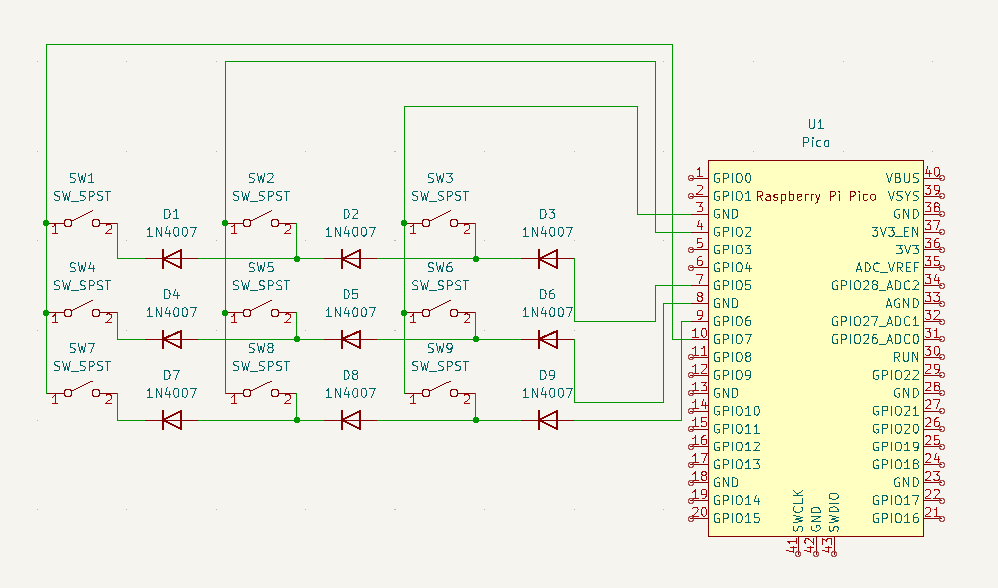 U1
Pico
SW1
SW_SPST
1 2
D1
1N4007
SW2
SW_SPST
1 2
D2
1N4007
SW3
SW_SPST
1 2
D3
1N4007
SW4
SW_SPST
1 2
D4
1N4007
SW5
SW_SPST
1 2
D5
1N4007
SW6
SW_SPST
1 2
D6
1N4007
SW7
SW_SPST
1 2
D7
1N4007
SW8
SW_SPST
1 2
D8
1N4007
SW9
SW_SPST
1 2
D9
1N4007
Raspberry Pi Pico
1 GPIO0
2 GPIO1
3 GND
4 GPIO2
5 GPIO3
6 GPIO4
7 GPIO5
8 GND
9 GPIO6
10 GPIO7
11 GPIO8
12 GPIO9
13 GND
14 GPIO10
15 GPIO11
16 GPIO12
17 GPIO13
18 GND
19 GPIO14
20 GPIO15
VBUS 40
VSYS 39
GND 38
3V3_EN 37
3V3 36
ADC_VREF 35
GPIO28_ADC2 34
AGND 33
GPIO27_ADC1 32
GPIO26_ADC0 31
RUN 30
GPIO22 29
GND 28
GPIO21 27
GPIO20 26
GPIO19 25
GPIO18 24
GND 23
GPIO17 22
GPIO16 21
SWCLK 41
GND 42
SWDIO 43